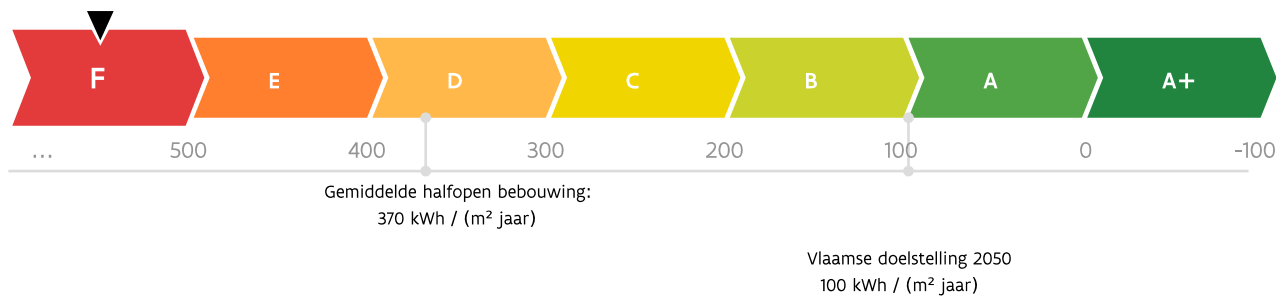 F E D C B A A+
... 500 400 300 200 100 0 -100
Gemiddelde halfopen bebouwing:
370 kWh / (m² jaar)
Vlaamse doelstelling 2050
100 kWh / (m² jaar)